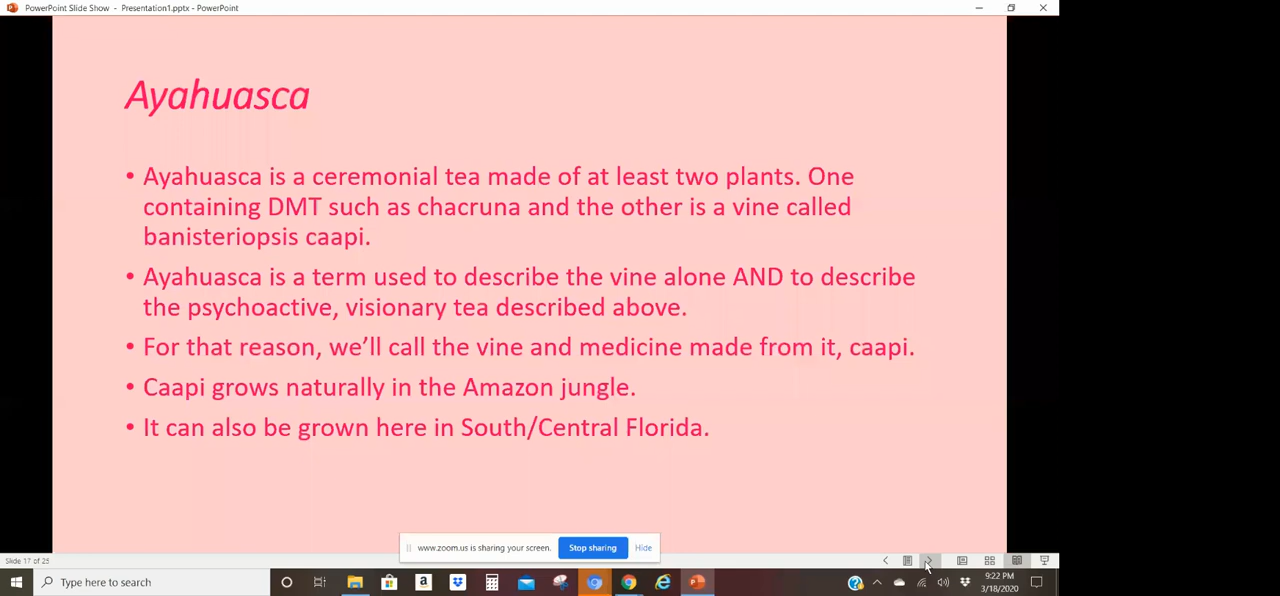 PowerPoint Slide Show - Presentation1.pptx - PowerPoint
Ayahuasca
• Ayahuasca is a ceremonial tea made of at least two plants. One
containing DMT such as chacruna and the other is a vine called
banisteriopsis caapi.
• Ayahuasca is a term used to describe the vine alone AND to describe
the psychoactive, visionary tea described above.
• For that reason, we’ll call the vine and medicine made from it, caapi.
• Caapi grows naturally in the Amazon jungle.
• It can also be grown here in South/Central Florida.
www.zoom.us is sharing your screen. Stop sharing Hide
Slide 17 of 25
Type here to search
9:22 PM
3/18/2020